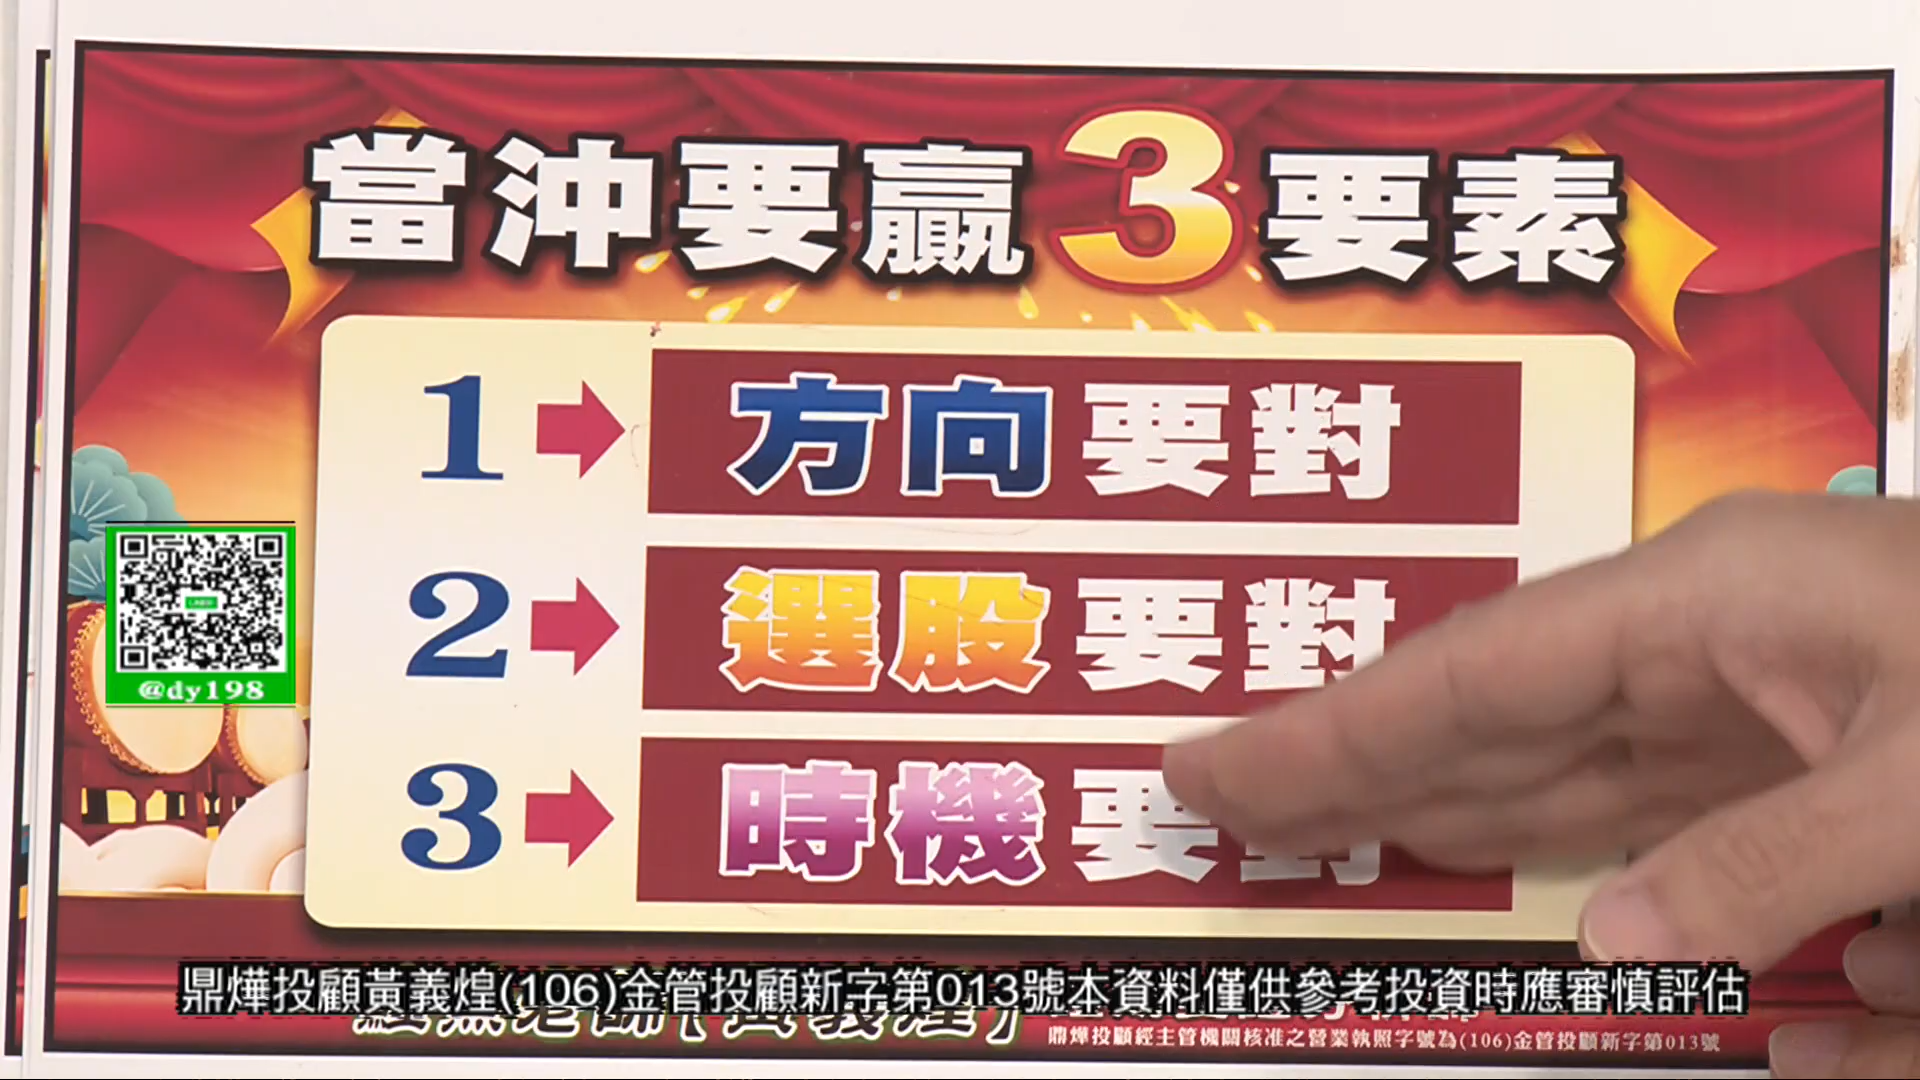 當沖要贏3要素
1 方向要對
2 選股要對
3 時機要對
@dy198
鼎燁投顧黃義煌(106)金管投顧新字第013號本資料僅供參考投資時應審慎評估
鼎燁投顧經主管機關核准之營業執照字號為(106)金管投顧新字第013號